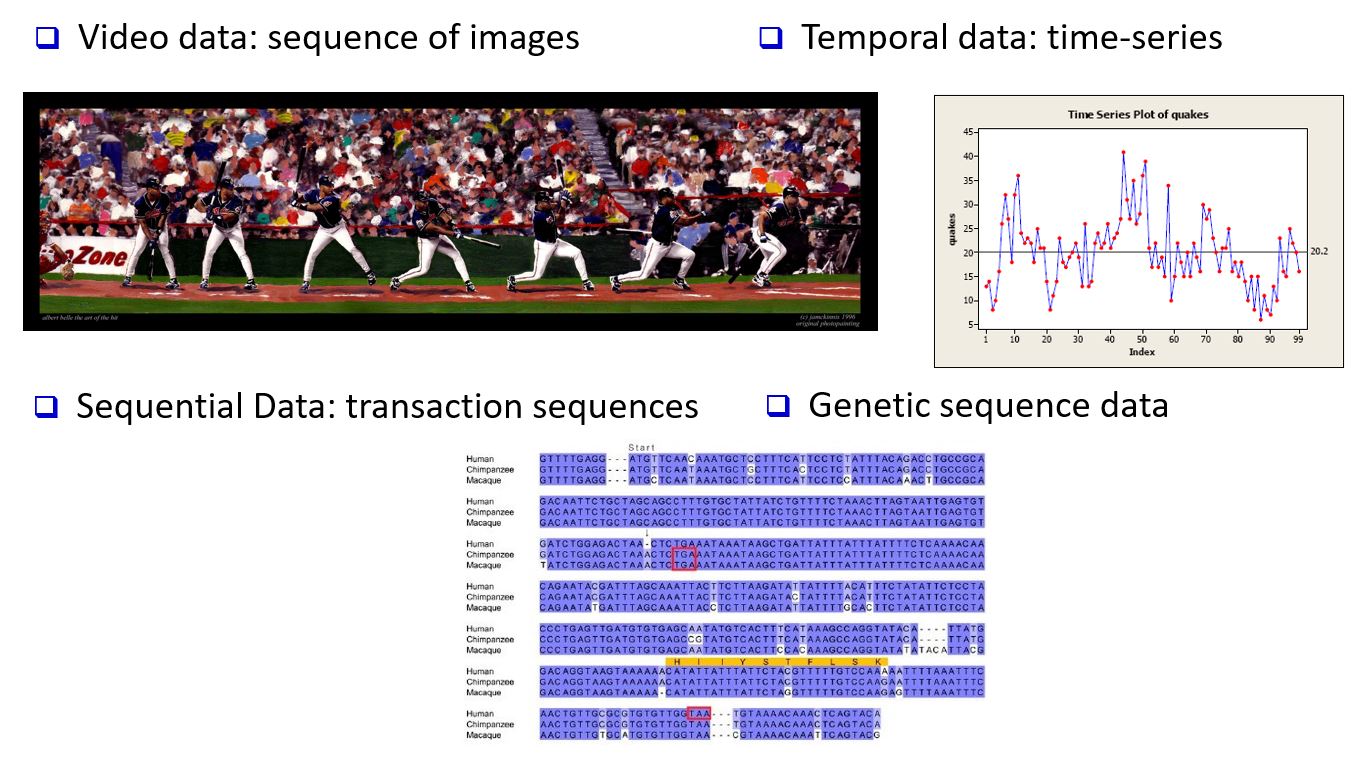 Video data: sequence of images
Temporal data: time-series
Zone
albert belle the art of the hit
(c) jamckinnis 1996
original photopainting
Time Series Plot of quakes
45
40
35
30
25
20
15
10
5
quakes
20.2
1 10 20 30 40 50 60 70 80 90 99
Index
Sequential Data: transaction sequences
Genetic sequence data
Start
Human GTTTTGAGG---ATGTTCAACAAATGCTCCTTTCATTCCTCTATTTACAGACCTGCCGCA
Chimpanzee GTTTTGAGG---ATGTTCAATAAATGCTGCTTTCACTCCTCTATTTACAGACCTGCCGCA
Macaque GTTTTGAGG---ATGCTCAATAAATGCTCCTTTCATTCCTCCATTTACAAACTTGCCGCA
Human GACAATTCTGCTAGCAGCCTTTGTGCTATTATCTGTTTTCTAAACTTAGTAATTGAGTGT
Chimpanzee GACAATTCTGCTAGCAGCCTTTGTGCTATTATCTGTTTTCTAAACTTAGTAATTGAGTGT
Macaque GACAATTCTGCTAGCAGCCTTTGTGCTATTATCTGTTTTCTAAACTTAGTAATTGAGTGT
↓
Human GATCTGGAGACTAA-CTCTGAAATAAATAAGCTGATTATTTATTTATTTTCTCAAAACAA
Chimpanzee GATCTGGAGACTAAACTCTGAAATAAATAAGCTGATTATTTATTTATTTTCTCAAAACAA
Macaque TATCTGGAGACTAAACTCTGAAATAAATAAGCTGATTATTTATTTATTTTCTCAAAACAA
Human CAGAATACGATTTAGCAAATTACTTCTTAAGATATTATTTTACATTTCTATATTCTCCTA
Chimpanzee CAGAATACGATTTAGCAAATTACTTCTTAAGATACTATTTTACATTTCTATATTCTCCTA
Macaque CAGAATATGATTTAGCAAATTACCTCTTAAGATATTATTTTGCACTTCTATATTCTCCTA
Human CCCTGAGTTGATGTGTGAGCAATATGTCACTTTCATAAAGCCAGGTATACA----TTATG
Chimpanzee CCCTGAGTTGATGTGTGAGCCGTATGTCACTTTCATAAAGCCAGGTATACA----TTATG
Macaque CCCTGAGTTGATGTGTGAGCAATATGTCACTTCCACAAAGCCAGGTATATATACATTACG
H I I Y S T F L S K
Human GACAGGTAAGTAAAAAACATATTATTTATTCTACGTTTTTGTCCAAAAATTTTAAATTTC
Chimpanzee GACAGGTAAGTAAAAAACATATTATTTATTCTACGTTTTTGTCCAAGAATTTTAAATTTC
Macaque GACAGGTAAGTAAAAA-CATATTATTTATTCTAGGTTTTTGTCCAAGAGTTTTAAATTTC
Human AACTGTTGCGCGTGTGTTGGTAA---TGTAAAACAAACTCAGTACA
Chimpanzee AACTGTTGCGCGTGTGTTGGTAA---TGTAAAACAAACTCAGTACA
Macaque AACTGTTGTGCATGTGTTGGTAA---CGTAAAACAAATTCAGTACG